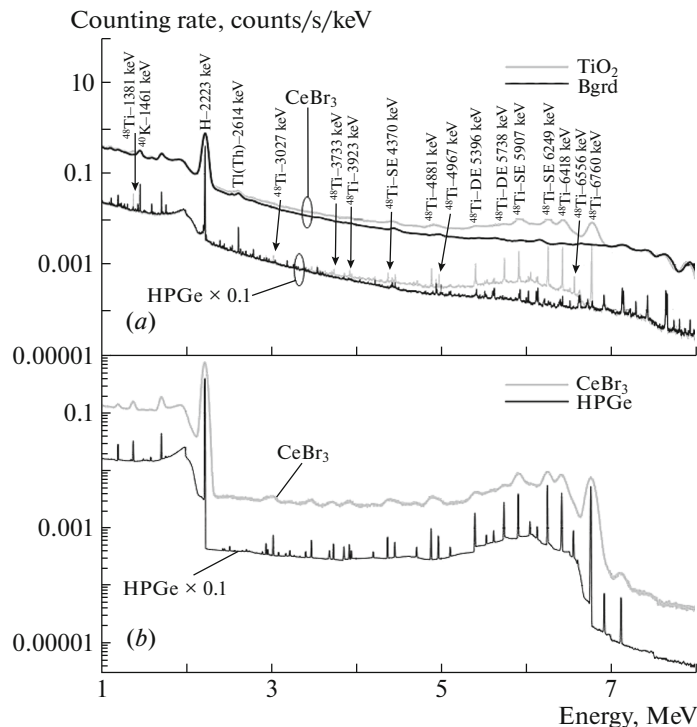 Counting rate, counts/s/keV
10
0.1
0.001
0.00001
TiO₂
Bgrd
CeBr₃
⁴⁸Ti–1381 keV
⁴⁰K–1461 keV
H–2223 keV
Tl(Th)–2614 keV
⁴⁸Ti–3027 keV
⁴⁸Ti–3733 keV
⁴⁸Ti–3923 keV
⁴⁸Ti–SE 4370 keV
⁴⁸Ti–4881 keV
⁴⁸Ti–4967 keV
⁴⁸Ti–DE 5396 keV
⁴⁸Ti–DE 5738 keV
⁴⁸Ti–SE 5907 keV
⁴⁸Ti–SE 6249 keV
⁴⁸Ti–6418 keV
⁴⁸Ti–6556 keV
⁴⁸Ti–6760 keV
HPGe × 0.1
(a)
CeBr₃
HPGe
0.1
0.001
0.00001
CeBr₃
HPGe × 0.1
(b)
1 3 5 7
Energy, MeV